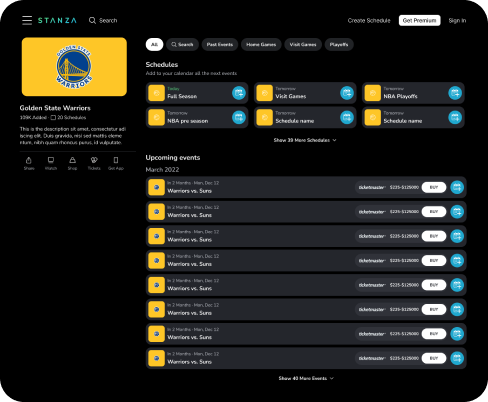 STANZA
Search
Create Schedule
Get Premium
Sign In
GOLDEN STATE
WARRIORS
Golden State Warriors
109K Added
20 Schedules
This is the description sit amet, consectetur adi
iscing elit. Duis gravida, nisi sed mattis eleme
ntum, nibh quam rhoncus purus, id vulputate
Share
Watch
Shop
Tickets
Get App
All
Search
Past Events
Home Games
Visit Games
Playoffs
Schedules
Add to your calendar all the next events
Today
Full Season
Tomorrow
Visit Games
Tomorrow
NBA Playoffs
Tomorrow
NBA pre season
Tomorrow
Schedule name
Tomorrow
Schedule name
Show 39 More Schedules
Upcoming events
March 2022
In 2 Months · Mon, Dec 12
Warriors vs. Suns
ticketmaster
$225-$125000
BUY
In 2 Months · Mon, Dec 12
Warriors vs. Suns
ticketmaster
$225-$125000
BUY
In 2 Months · Mon, Dec 12
Warriors vs. Suns
ticketmaster
$225-$125000
BUY
In 2 Months · Mon, Dec 12
Warriors vs. Suns
ticketmaster
$225-$125000
BUY
In 2 Months · Mon, Dec 12
Warriors vs. Suns
ticketmaster
$225-$125000
BUY
In 2 Months · Mon, Dec 12
Warriors vs. Suns
ticketmaster
$225-$125000
BUY
In 2 Months · Mon, Dec 12
Warriors vs. Suns
ticketmaster
$225-$125000
BUY
In 2 Months · Mon, Dec 12
Warriors vs. Suns
ticketmaster
$225-$125000
BUY
Show 40 More Events